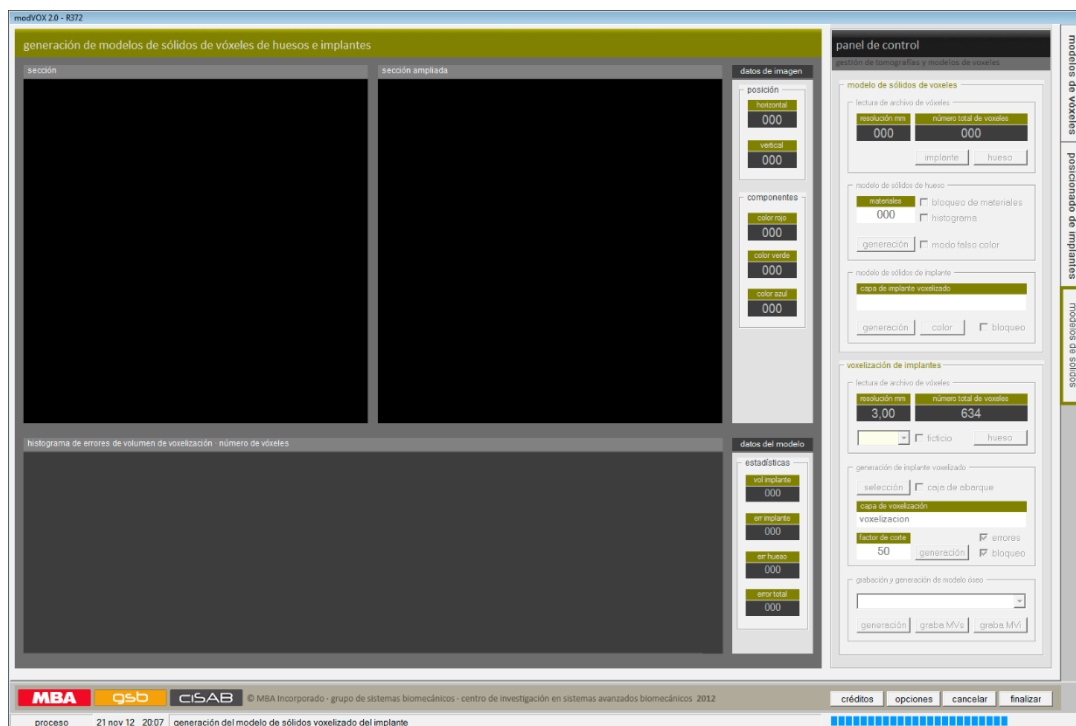 modVOX 2.0 - R372
generación de modelos de sólidos de vóxeles de huesos e implantes
sección
sección ampliada
datos de imagen
posición
horizontal
000
vertical
000
componentes
color rojo
000
color verde
000
color azul
000
histograma de errores de volumen de voxelización · número de vóxeles
datos del modelo
estadísticas
vol implante
000
err implante
000
err hueso
000
error total
000
panel de control
gestión de tomografías y modelos de voxeles
modelo de sólidos de voxeles
lectura de archivo de vóxeles
resolución mm
número total de voxeles
000
000
implante
hueso
modelo de sólidos de hueso
materiales
000
bloqueo de materiales
histograma
generación
modo falso color
modelo de sólidos de implante
capa de implante voxelizado
generación
color
bloqueo
voxelización de implantes
lectura de archivo de vóxeles
resolución mm
número total de voxeles
3,00
634
ficticio
hueso
generación de implante voxelizado
selección
caja de abarque
capa de voxelización
voxelizacion
factor de corte
50
generación
errores
bloqueo
grabación y generación de modelo óseo
generación
graba MVs
graba MVi
modelos de vóxeles
posicionado de implantes
modelos de sólidos
MBA
gsb
ciSAB
© MBA Incorporado · grupo de sistemas biomecánicos · centro de investigación en sistemas avanzados biomecánicos 2012
créditos
opciones
cancelar
finalizar
proceso
21 nov 12 20:07
generación del modelo de sólidos voxelizado del implante